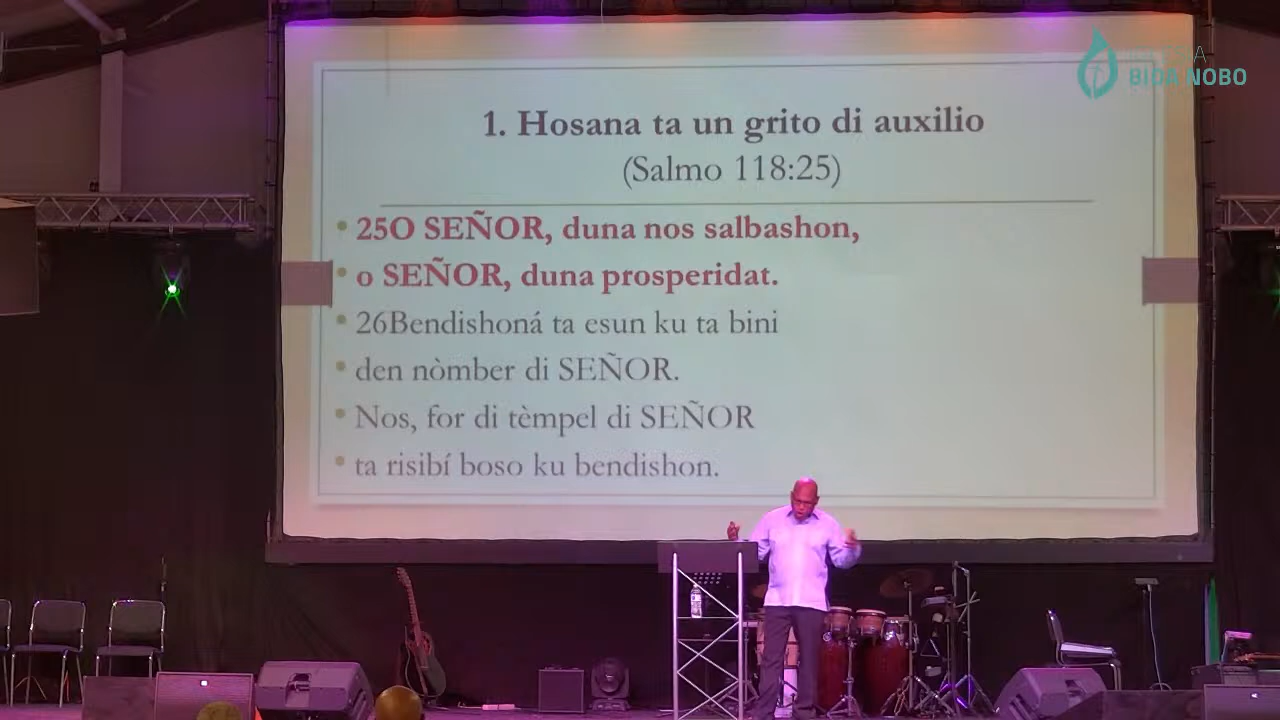 BIDA NOBO
1. Hosana ta un grito di auxilio
(Salmo 118:25)
• 25O SEÑOR, duna nos salbashon,
• o SEÑOR, duna prosperidat.
• 26Bendishoná ta esun ku ta bini
• den nòmber di SEÑOR.
• Nos, for di tèmpel di SEÑOR
• ta risibí boso ku bendishon.